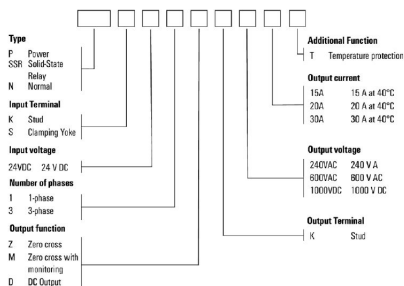 Type
P Power
SSR Solid-State
Relay
N Normal
Input Terminal
K Stud
S Clamping Yoke
Input voltage
24VDC 24 V DC
Number of phases
1 1-phase
3 3-phase
Output function
Z Zero cross
M Zero cross with
monitoring
D DC Output
Additional Function
T Temperature protection
Output current
15A 15 A at 40°C
20A 20 A at 40°C
30A 30 A at 40°C
Output voltage
240VAC 240 V A
600VAC 600 V AC
1000VDC 1000 V DC
Output Terminal
K Stud